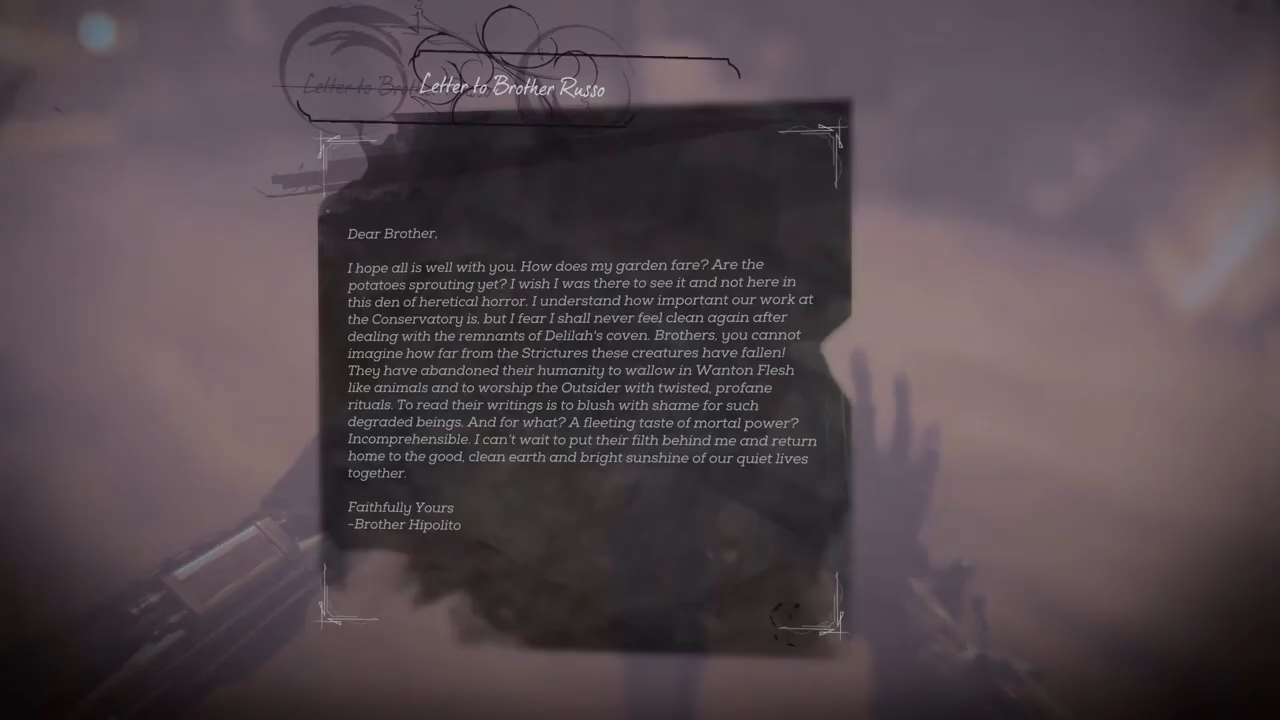 Letter to Brother Russo
Dear Brother,
I hope all is well with you. How does my garden fare? Are the
potatoes sprouting yet? I wish I was there to see it and not here in
this den of heretical horror. I understand how important our work at
the Conservatory is, but I fear I shall never feel clean again after
dealing with the remnants of Delilah's coven. Brothers, you cannot
imagine how far from the Strictures these creatures have fallen!
They have abandoned their humanity to wallow in Wanton Flesh
like animals and to worship the Outsider with twisted, profane
rituals. To read their writings is to blush with shame for such
degraded beings. And for what? A fleeting taste of mortal power?
Incomprehensible. I can't wait to put their filth behind me and return
home to the good, clean earth and bright sunshine of our quiet lives
together.
Faithfully Yours
-Brother Hipolito